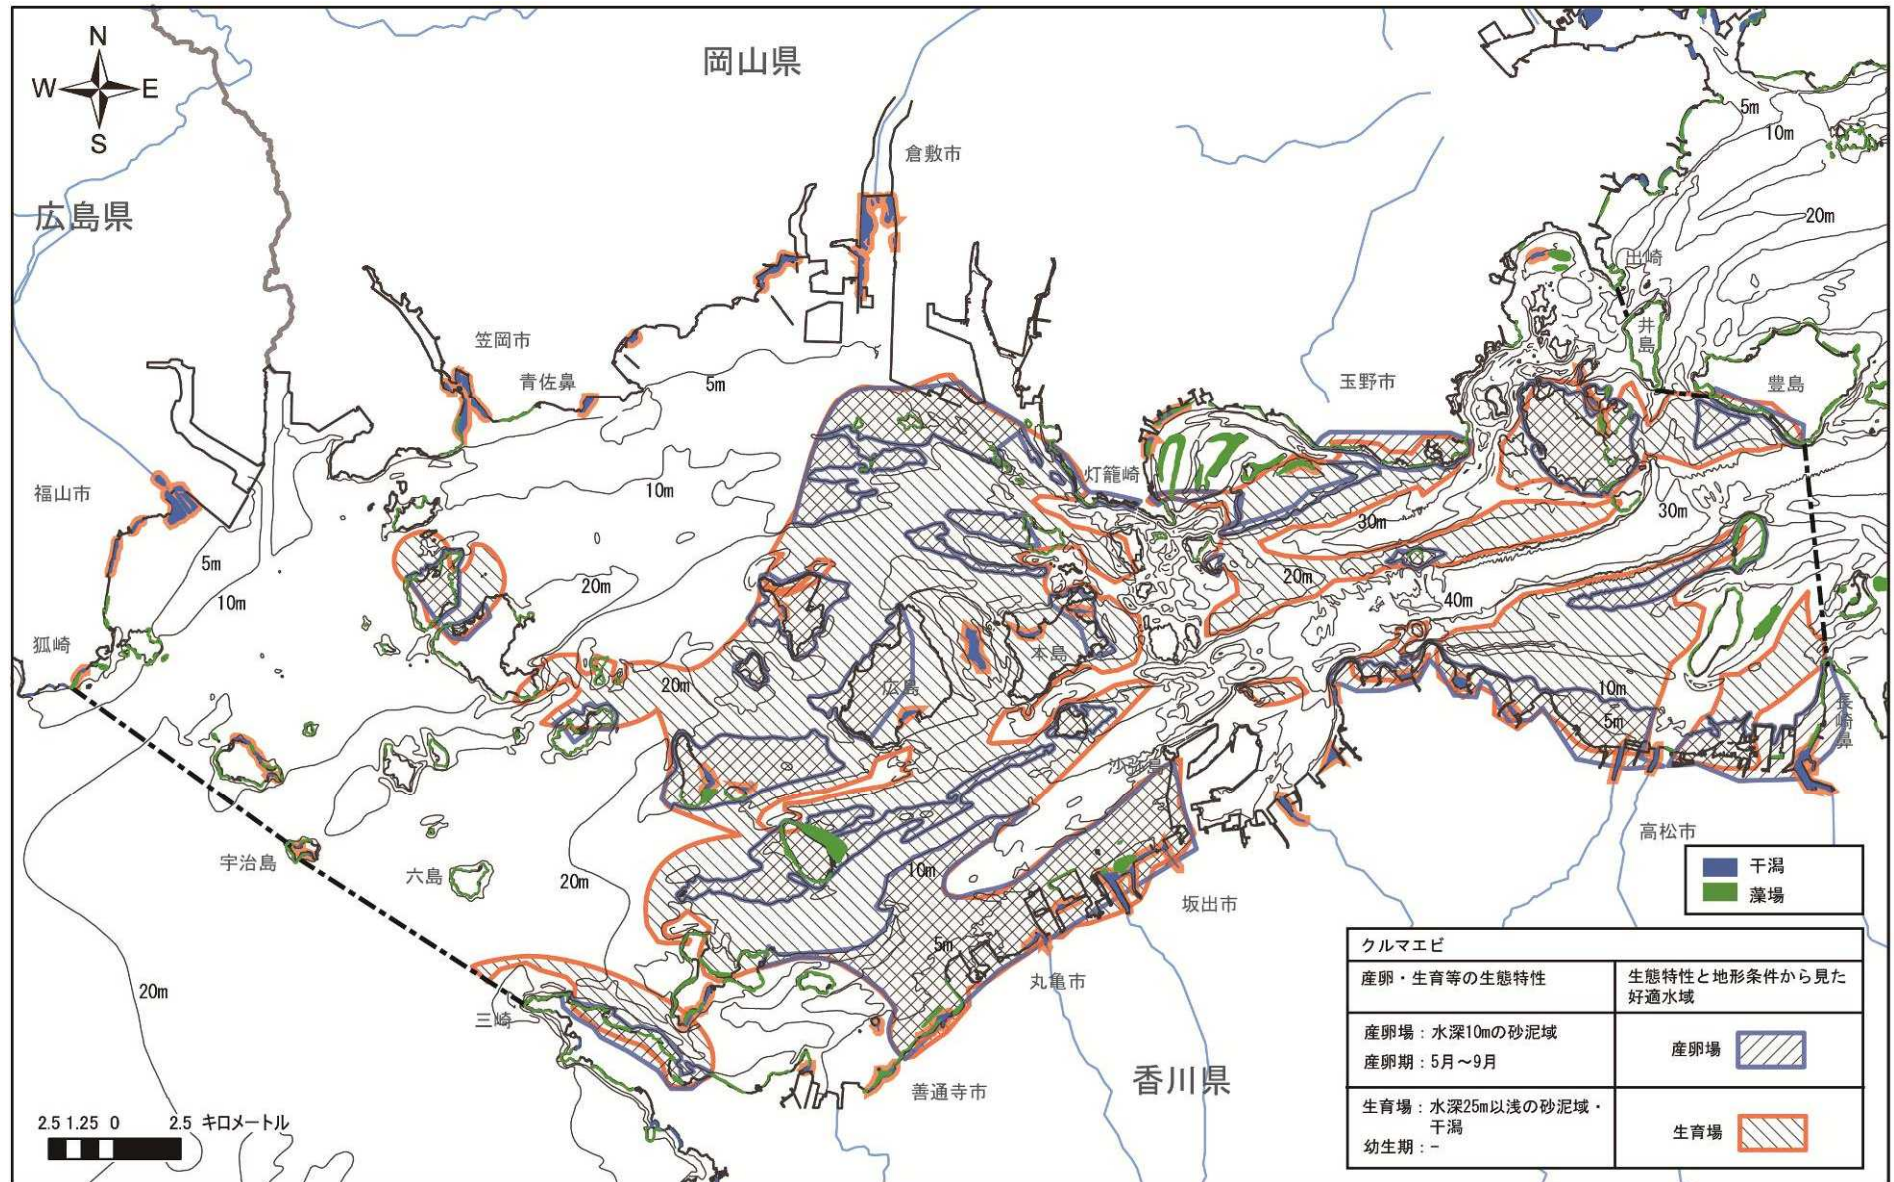 N
W E
S
岡山県
広島県
倉敷市
5m
10m
20m
出崎
井島
豊島
笠岡市
青佐鼻
5m
玉野市
福山市
灯籠崎
10m
30m
30m
5m
10m
20m
20m
40m
狐崎
本島
20m
広島
10m
5m
長崎鼻
沙弥島
高松市
宇治島
六島
20m
10m
坂出市
5m
丸亀市
20m
三崎
香川県
善通寺市
2.5 1.25 0 2.5 キロメートル
干潟
藻場
クルマエビ
産卵・生育等の生態特性
生態特性と地形条件から見た
好適水域
産卵場：水深10mの砂泥域
産卵期：5月～9月
産卵場
生育場：水深25m以浅の砂泥域・
干潟
幼生期：-
生育場